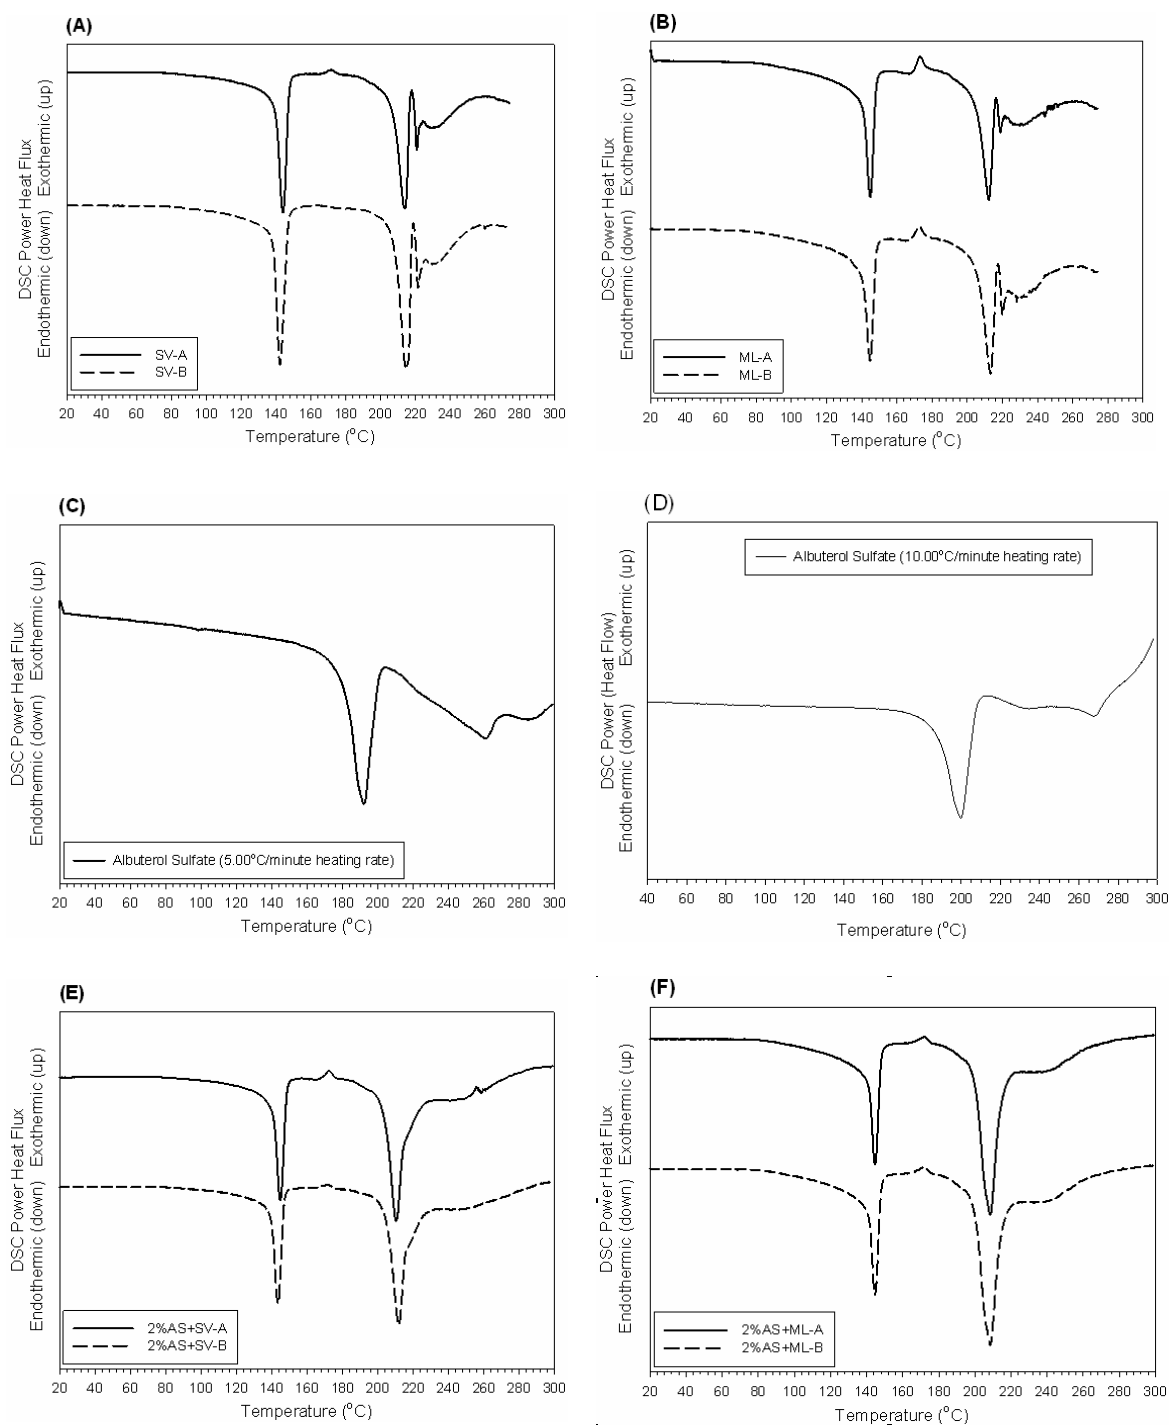 (A)
DSC Power Heat Flux
Endothermic (down) Exothermic (up)
SV-A
SV-B
20 40 60 80 100 120 140 160 180 200 220 240 260 280 300
Temperature (°C)
(B)
DSC Power Heat Flux
Endothermic (down) Exothermic (up)
ML-A
ML-B
20 40 60 80 100 120 140 160 180 200 220 240 260 280 300
Temperature (°C)
(C)
DSC Power Heat Flux
Endothermic (down) Exothermic (up)
Albuterol Sulfate (5.00°C/minute heating rate)
20 40 60 80 100 120 140 160 180 200 220 240 260 280 300
Temperature (°C)
(D)
DSC Power (Heat Flow)
Endothermic (down) Exothermic (up)
Albuterol Sulfate (10.00°C/minute heating rate)
40 60 80 100 120 140 160 180 200 220 240 260 280 300
Temperature (°C)
(E)
DSC Power Heat Flux
Endothermic (down) Exothermic (up)
2%AS+SV-A
2%AS+SV-B
20 40 60 80 100 120 140 160 180 200 220 240 260 280 300
Temperature (°C)
(F)
DSC Power Heat Flux
Endothermic (down) Exothermic (up)
2%AS+ML-A
2%AS+ML-B
20 40 60 80 100 120 140 160 180 200 220 240 260 280 300
Temperature (°C)